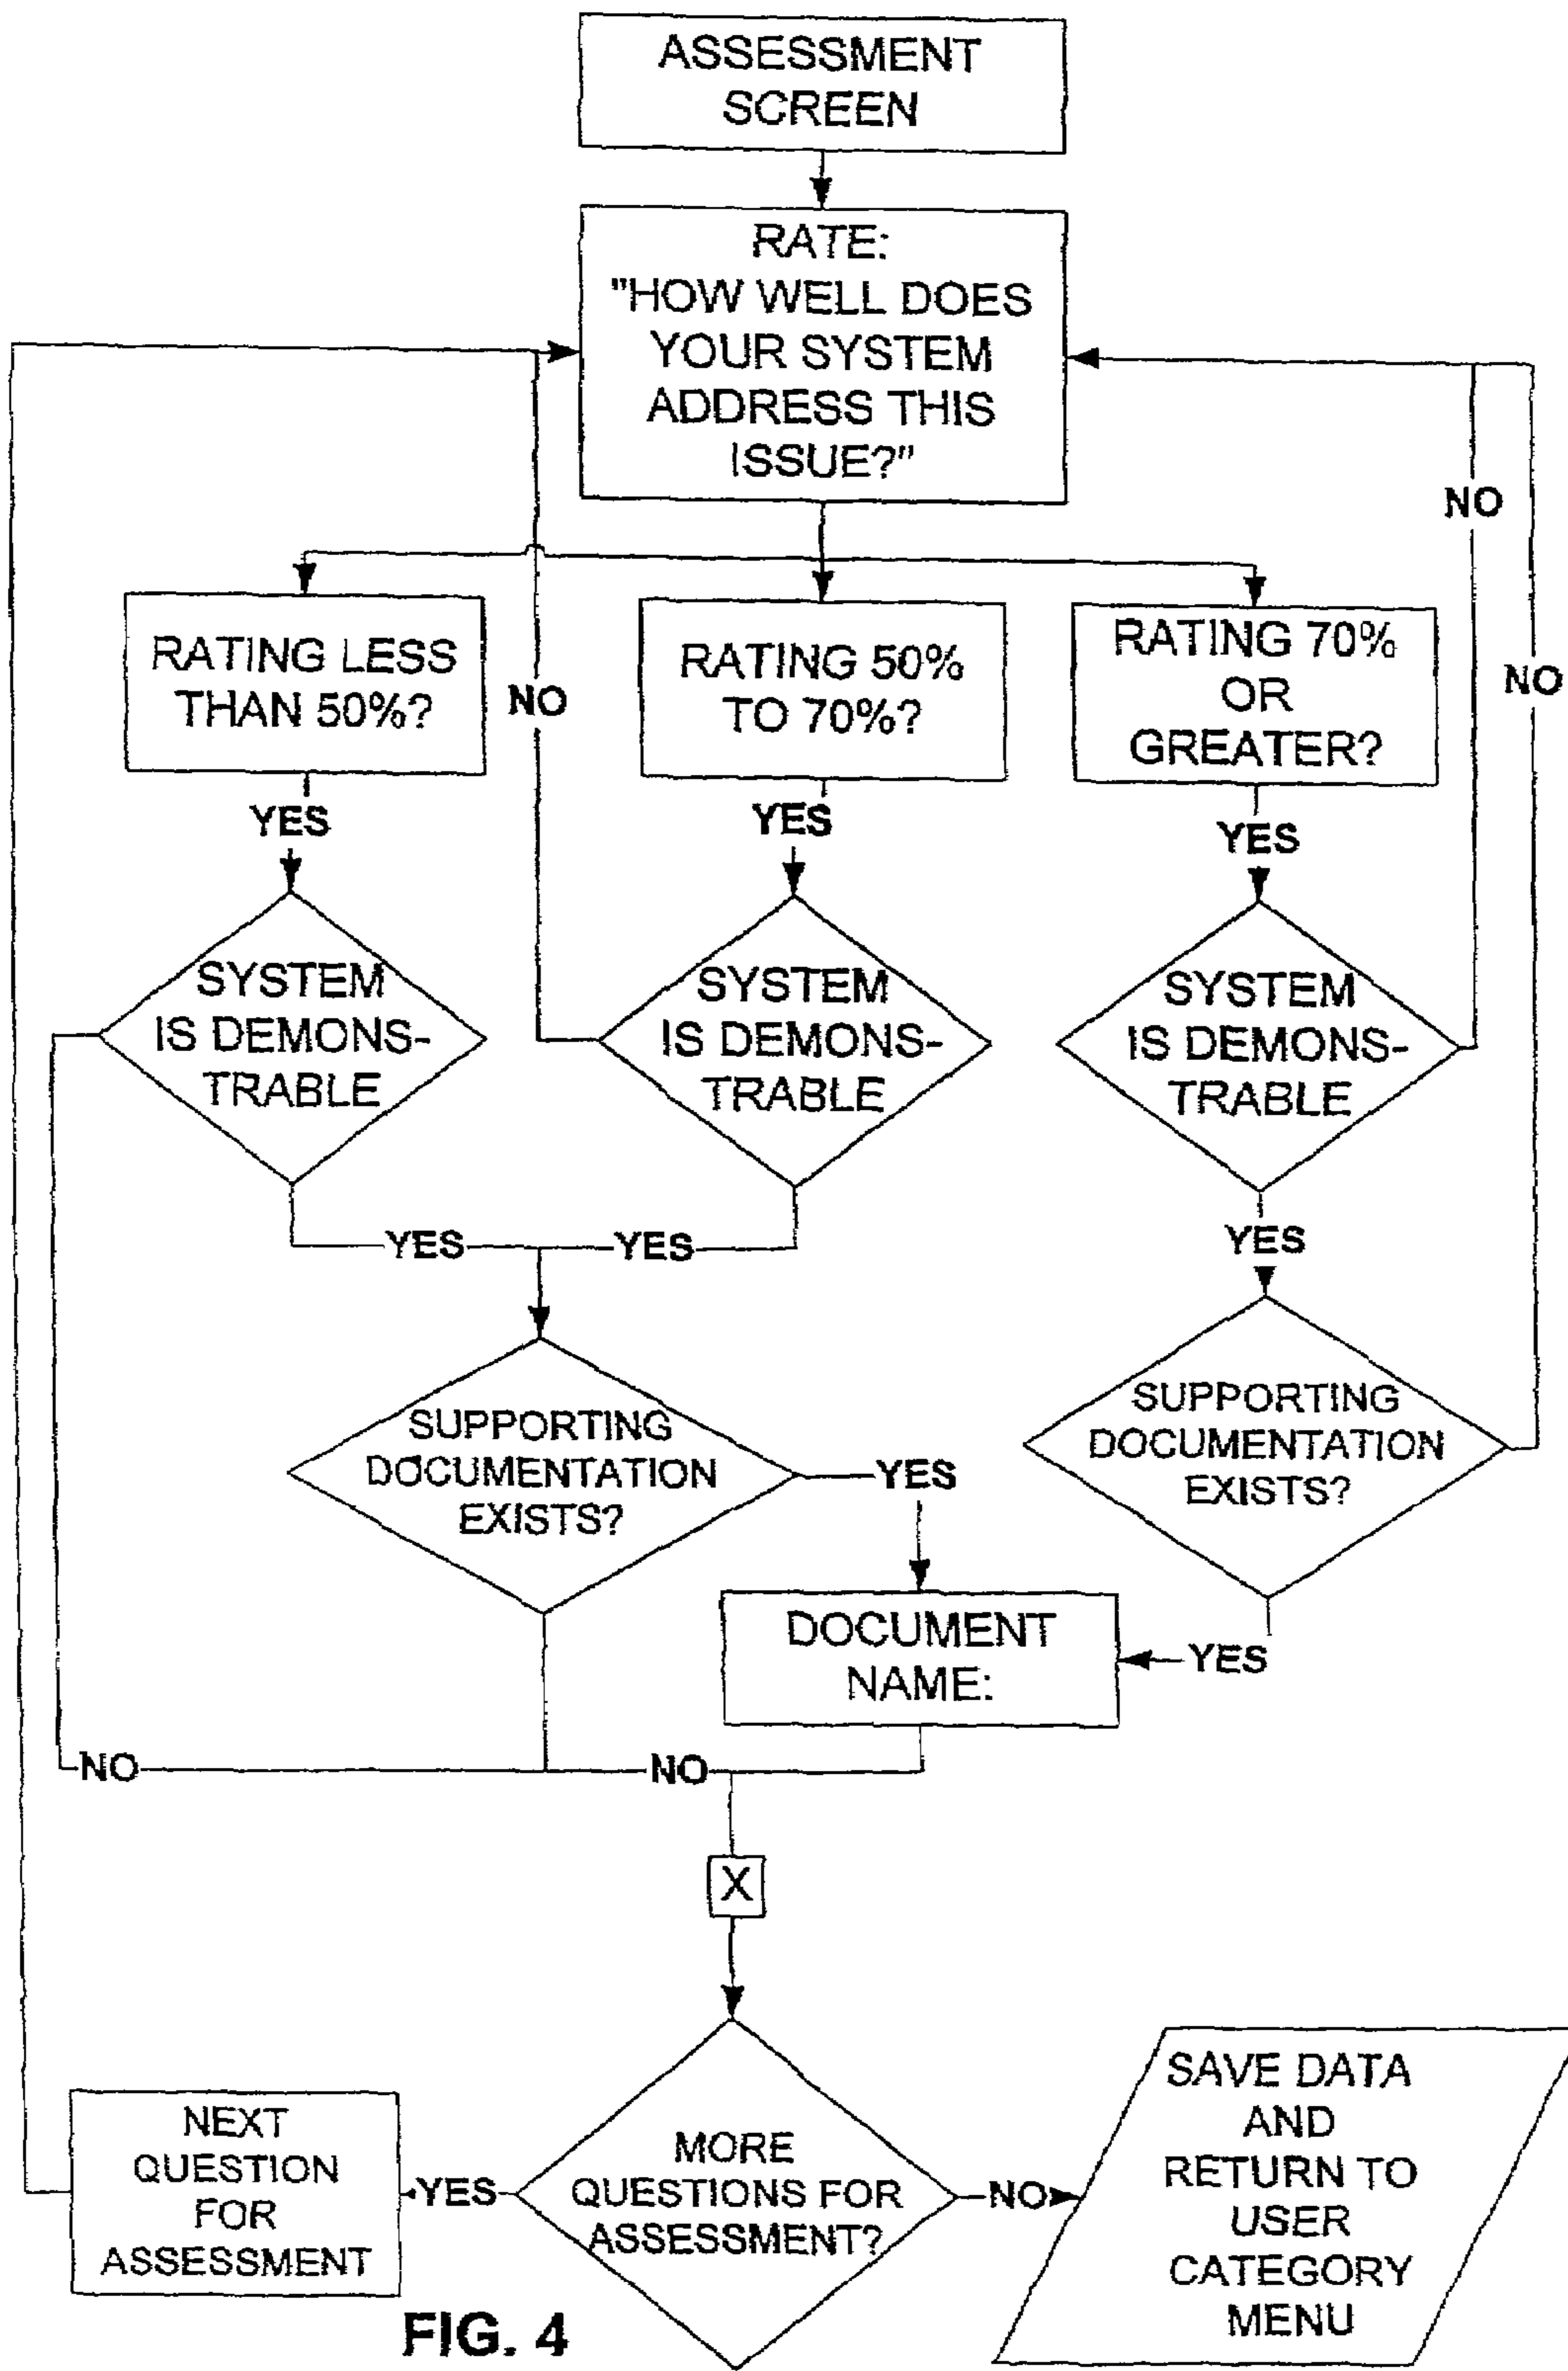 ASSESSMENT
SCREEN
RATE:
"HOW WELL DOES
YOUR SYSTEM
ADDRESS THIS
ISSUE?"
NO
NO
RATING LESS
THAN 50%?
NO
RATING 50%
TO 70%?
RATING 70%
OR
GREATER?
YES
YES
YES
SYSTEM
IS DEMONS-
TRABLE
SYSTEM
IS DEMONS-
TRABLE
SYSTEM
IS DEMONS-
TRABLE
YES
YES
YES
SUPPORTING
DOCUMENTATION
EXISTS?
YES
SUPPORTING
DOCUMENTATION
EXISTS?
DOCUMENT
NAME:
YES
NO
NO
X
NEXT
QUESTION
FOR
ASSESSMENT
YES
MORE
QUESTIONS FOR
ASSESSMENT?
NO
SAVE DATA
AND
RETURN TO
USER
CATEGORY
MENU
FIG. 4